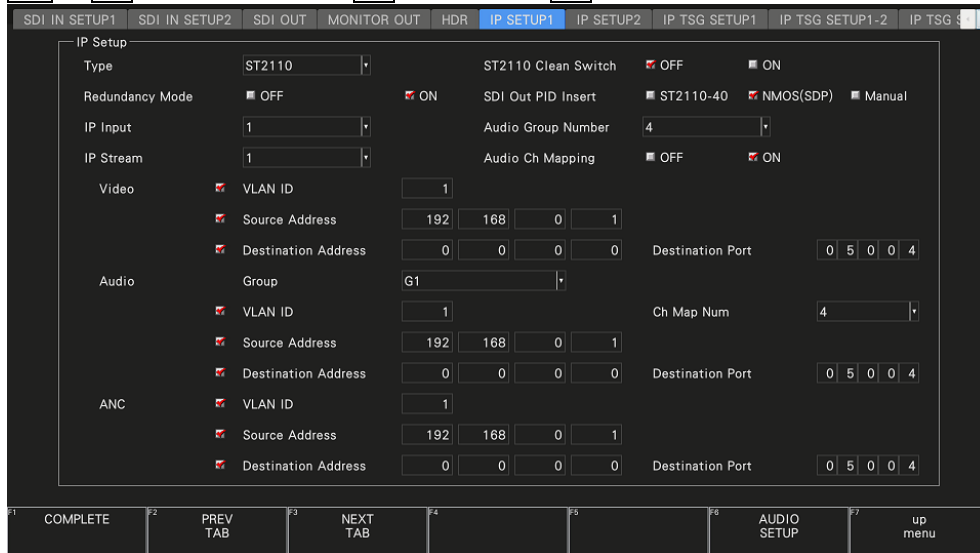 SDI IN SETUP1 SDI IN SETUP2 SDI OUT MONITOR OUT HDR IP SETUP1 IP SETUP2 IP TSG SETUP1 IP TSG SETUP1-2 IP TSG
IP Setup
Type ST2110 ST2110 Clean Switch OFF ON
Redundancy Mode OFF ON SDI Out PID Insert ST2110-40 NMOS(SDP) Manual
IP Input 1 Audio Group Number 4
IP Stream 1 Audio Ch Mapping OFF ON
Video VLAN ID 1
Source Address 192 168 0 1
Destination Address 0 0 0 0 Destination Port 0 5 0 0 4
Audio Group G1
VLAN ID 1 Ch Map Num 4
Source Address 192 168 0 1
Destination Address 0 0 0 0 Destination Port 0 5 0 0 4
ANC VLAN ID 1
Source Address 192 168 0 1
Destination Address 0 0 0 0 Destination Port 0 5 0 0 4
F1 COMPLETE F2 PREV TAB F3 NEXT TAB F4 F5 F6 AUDIO SETUP F7 up menu